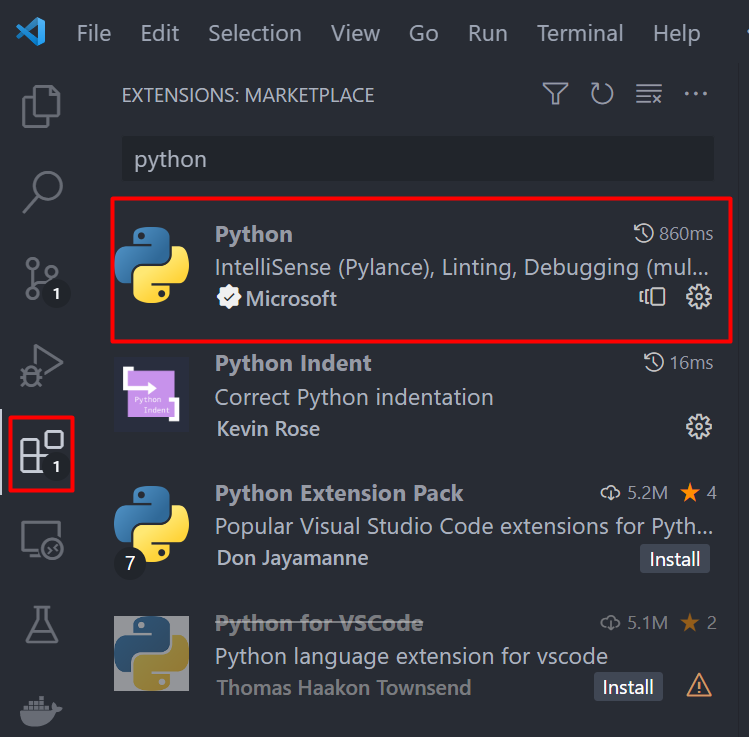 File Edit Selection View Go Run Terminal Help
EXTENSIONS: MARKETPLACE
python
Python 860ms
IntelliSense (Pylance), Linting, Debugging (mul...
Microsoft
1
Python Indent 16ms
Correct Python indentation
Python
Indent
Kevin Rose
1
Python Extension Pack 5.2M 4
Popular Visual Studio Code extensions for Pyth...
7
Don Jayamanne Install
Python for VSCode 5.1M 2
Python language extension for vscode
Thomas Haakon Townsend Install